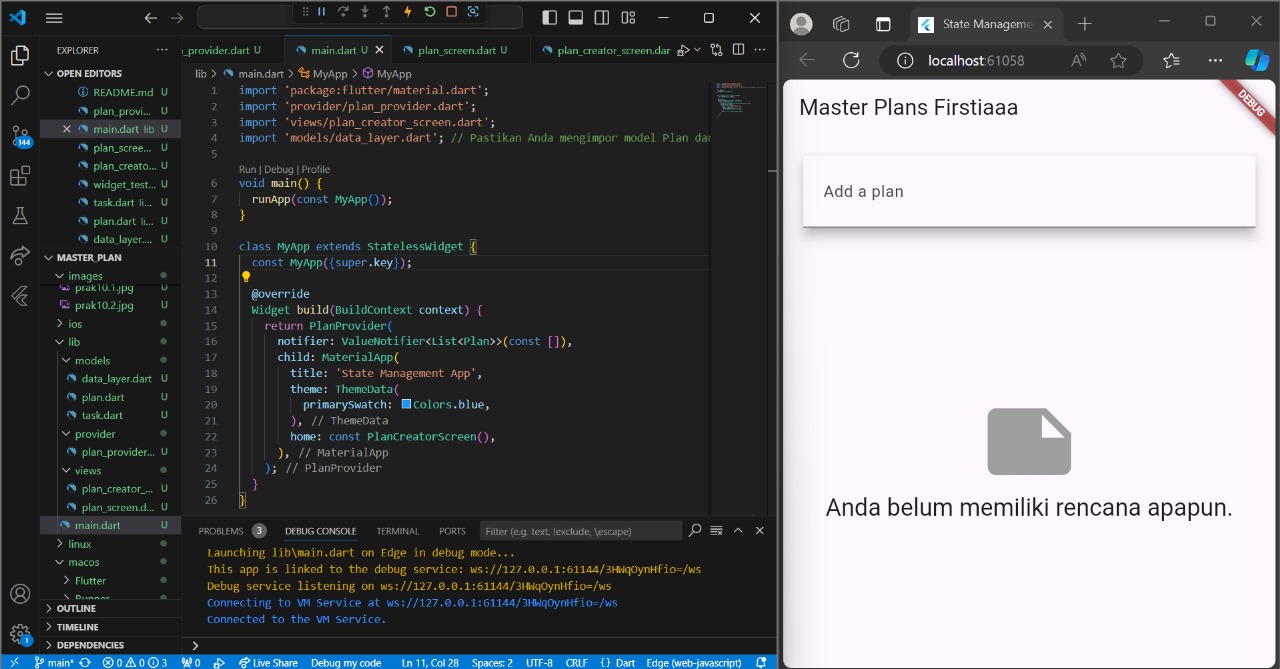 _provider.dart U
main.dart U
plan_screen.dart U
plan_creator_screen.dar
EXPLORER
OPEN EDITORS
README.md U
plan_provi... U
main.dart lib U
plan_scree... U
plan_creato... U
widget_test... U
task.dart li... U
plan.dart li... U
data_layer.... U
MASTER_PLAN
images
prak10.1.jpg U
prak10.2.jpg U
ios
lib
models
data_layer.dart U
plan.dart U
task.dart U
provider
plan_provider... U
views
plan_creator_... U
plan_screen.d... U
main.dart U
linux
macos
Flutter
Runner
OUTLINE
TIMELINE
DEPENDENCIES
144
1
lib > main.dart > MyApp > MyApp
1 import 'package:flutter/material.dart';
2 import 'provider/plan_provider.dart';
3 import 'views/plan_creator_screen.dart';
4 import 'models/data_layer.dart'; // Pastikan Anda mengimpor model Plan dar
5
Run | Debug | Profile
6 void main() {
7 runApp(const MyApp());
8 }
9
10 class MyApp extends StatelessWidget {
11 const MyApp({super.key});
12
13 @override
14 Widget build(BuildContext context) {
15 return PlanProvider(
16 notifier: ValueNotifier<List<Plan>>(const []),
17 child: MaterialApp(
18 title: 'State Management App',
19 theme: ThemeData(
20 primarySwatch: Colors.blue,
21 ), // ThemeData
22 home: const PlanCreatorScreen(),
23 ), // MaterialApp
24 ); // PlanProvider
25 }
26 }
PROBLEMS 3 DEBUG CONSOLE TERMINAL PORTS Filter (e.g. text, !exclude, \escape)
Launching lib\main.dart on Edge in debug mode...
This app is linked to the debug service: ws://127.0.0.1:61144/3HWqOynHfio=/ws
Debug service listening on ws://127.0.0.1:61144/3HWqOynHfio=/ws
Connecting to VM Service at ws://127.0.0.1:61144/3HWqOynHfio=/ws
Connected to the VM Service.
main* 0 0 3 0 Live Share Debug my code Ln 11, Col 28 Spaces: 2 UTF-8 CRLF {} Dart Edge (web-javascript)
State Manageme
localhost:61058
DEBUG
Master Plans Firstiaaa
Add a plan
Anda belum memiliki rencana apapun.